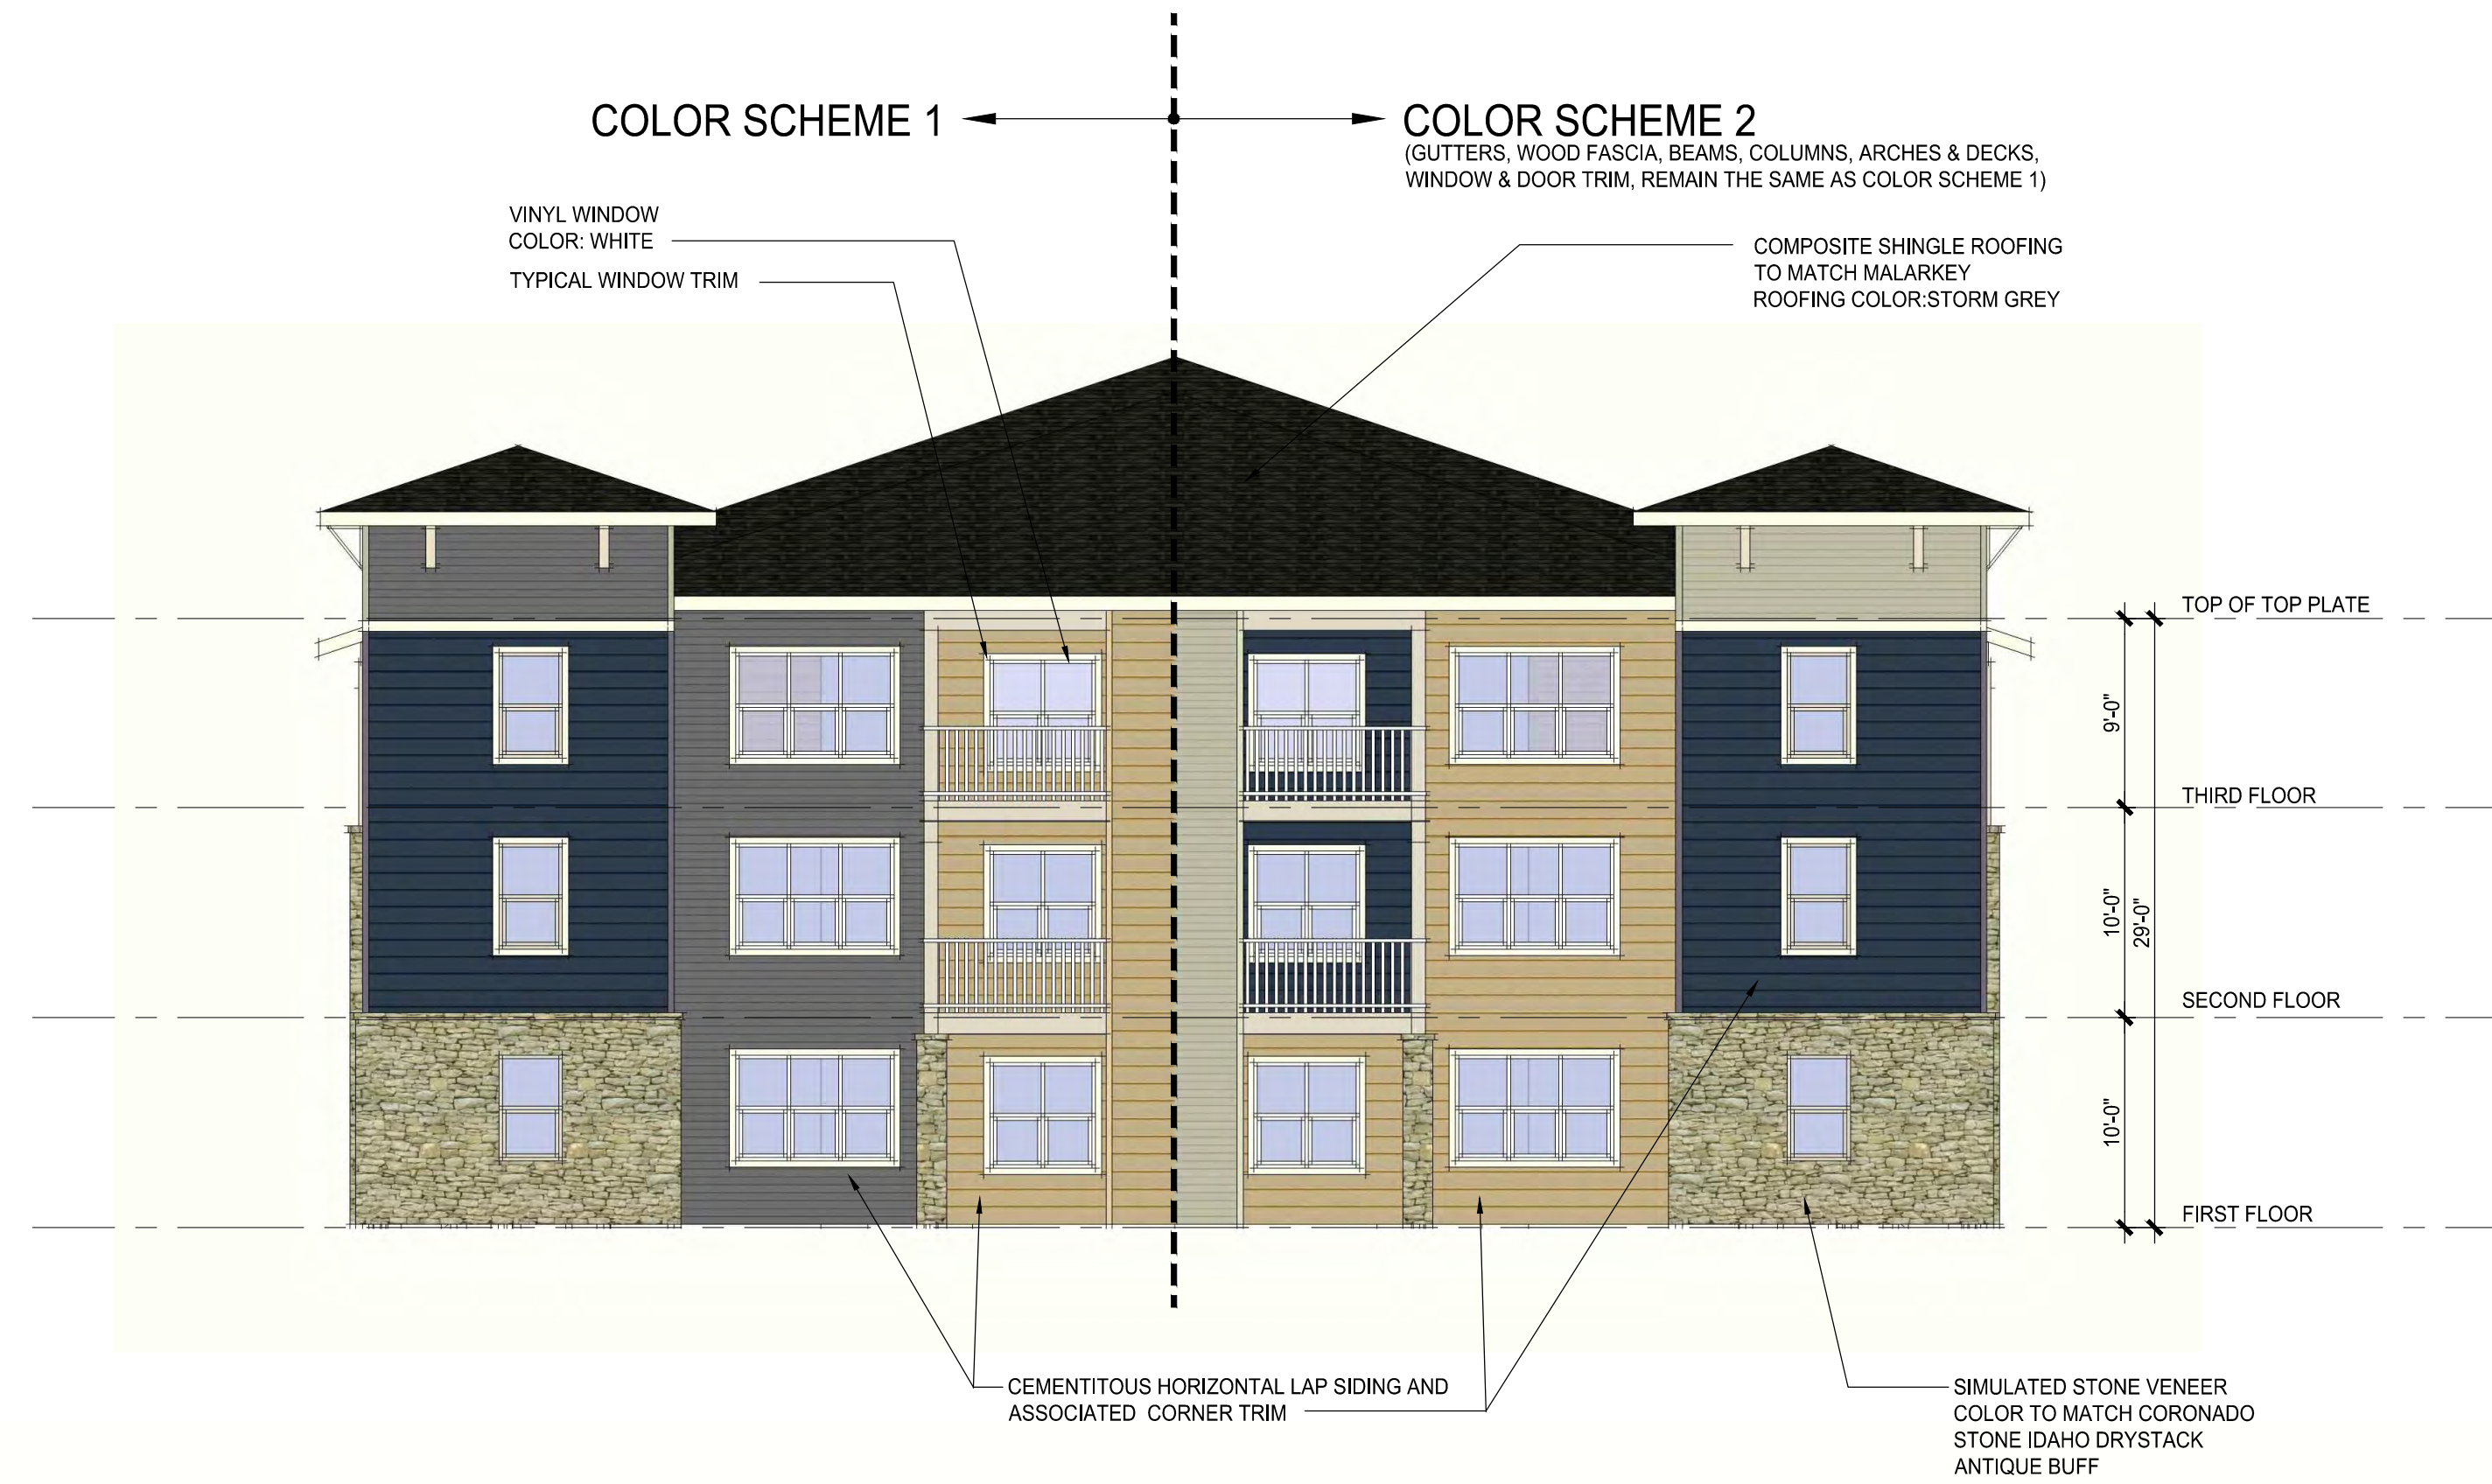 COLOR SCHEME 1
COLOR SCHEME 2
(GUTTERS, WOOD FASCIA, BEAMS, COLUMNS, ARCHES & DECKS,
WINDOW & DOOR TRIM, REMAIN THE SAME AS COLOR SCHEME 1)
VINYL WINDOW
COLOR: WHITE
TYPICAL WINDOW TRIM
COMPOSITE SHINGLE ROOFING
TO MATCH MALARKEY
ROOFING COLOR:STORM GREY
TOP OF TOP PLATE
9'-0"
THIRD FLOOR
10'-0"
29'-0"
SECOND FLOOR
10'-0"
FIRST FLOOR
CEMENTITOUS HORIZONTAL LAP SIDING AND
ASSOCIATED CORNER TRIM
SIMULATED STONE VENEER
COLOR TO MATCH CORONADO
STONE IDAHO DRYSTACK
ANTIQUE BUFF